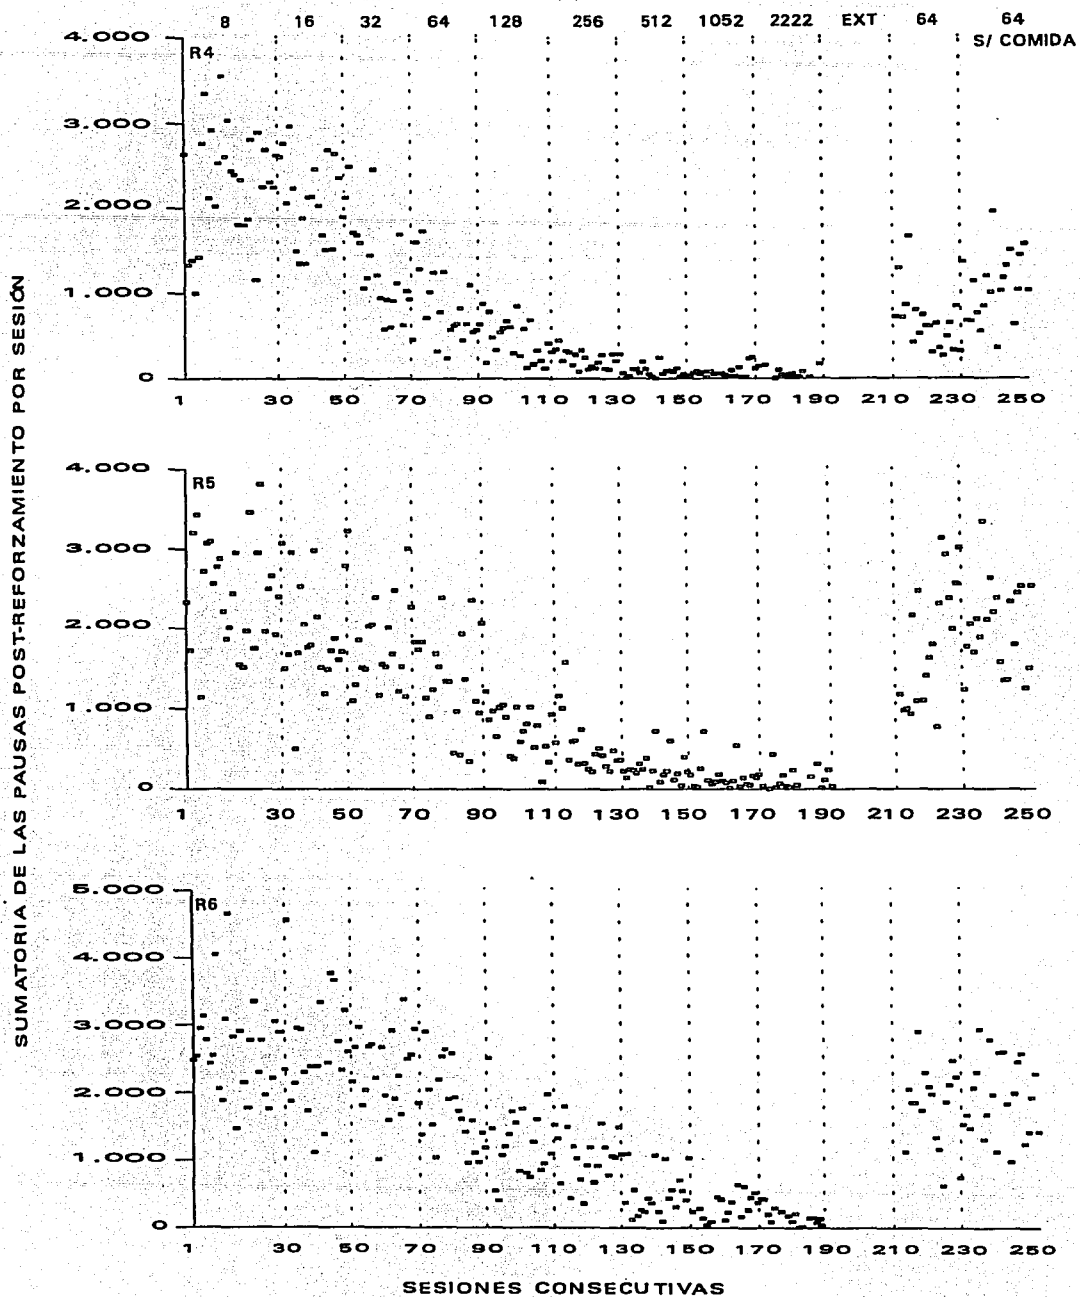 8 16 32 64 128 256 512 1052 2222 EXT 64 64
S/ COMIDA
4.000
R4
3.000
2.000
1.000
0
1 30 50 70 90 110 130 150 170 190 210 230 250
4.000
R5
3.000
2.000
1.000
0
1 30 50 70 90 110 130 150 170 190 210 230 250
5.000
R6
4.000
3.000
2.000
1.000
0
1 30 50 70 90 110 130 150 170 190 210 230 250
SUMATORIA DE LAS PAUSAS POST-REFORZAMIENTO POR SESIÓN
SESIONES CONSECUTIVAS